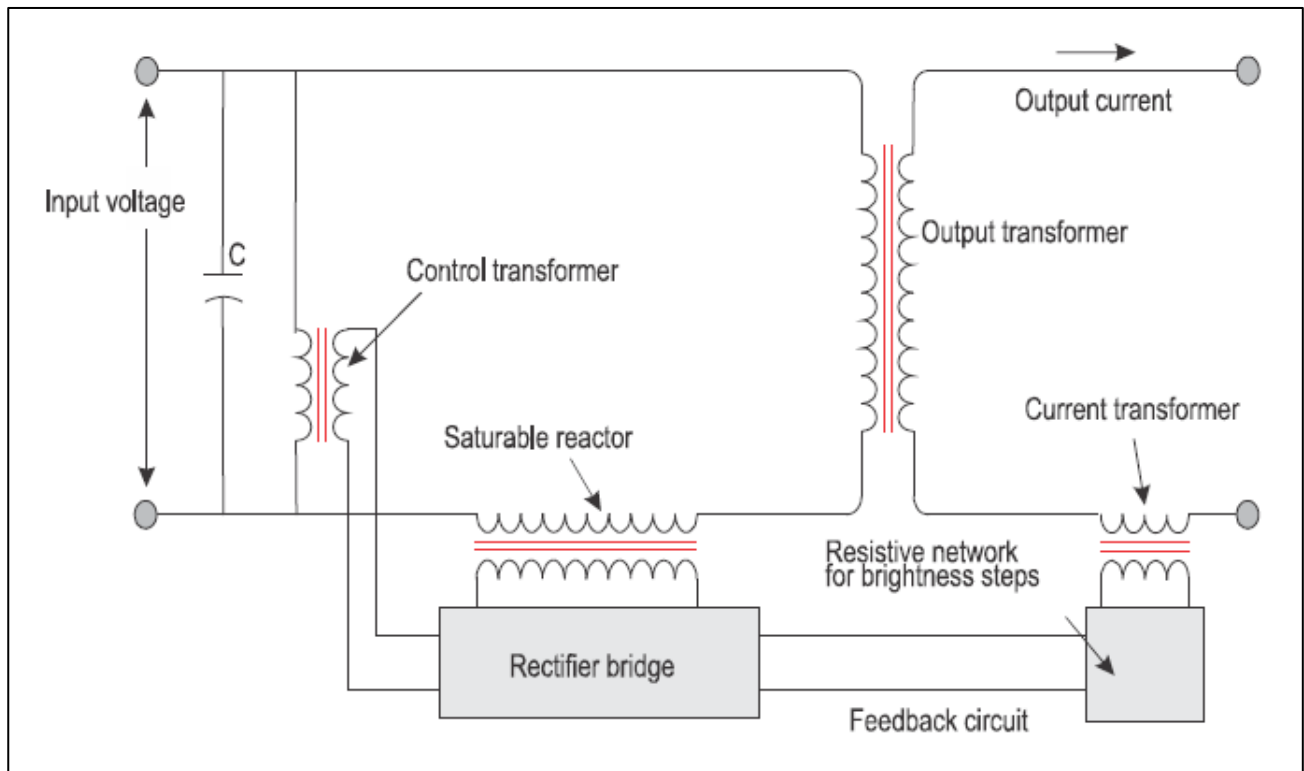 Output current
Input voltage
Output transformer
C
Control transformer
Current transformer
Saturable reactor
Resistive network
for brightness steps
Rectifier bridge
Feedback circuit